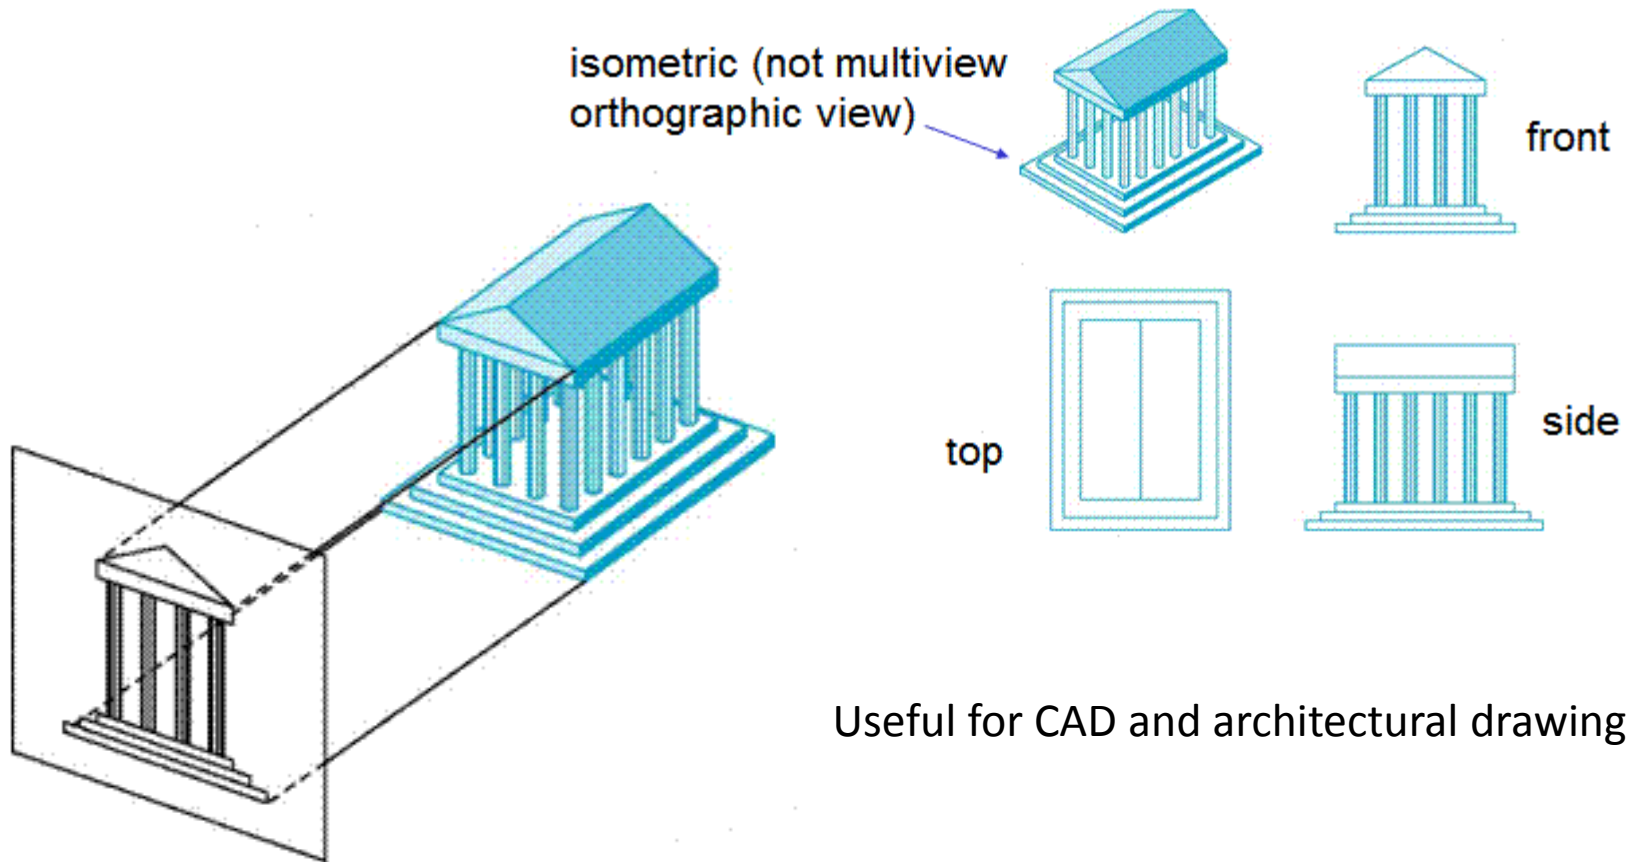 isometric (not multiview
orthographic view)
front
top
side
Useful for CAD and architectural drawing